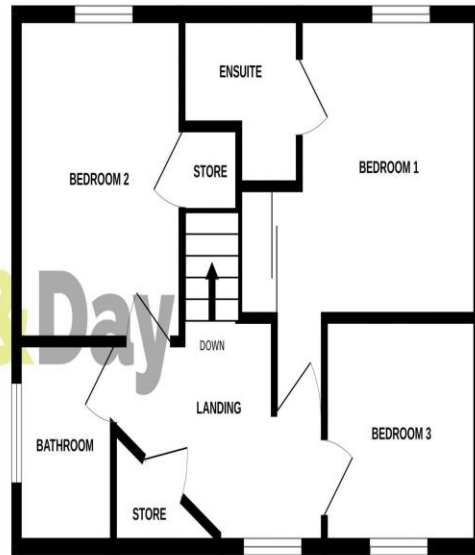 ENSUITE
BEDROOM 1
BEDROOM 2
STORE
&Day
DOWN
LANDING
BEDROOM 3
BATHROOM
STORE